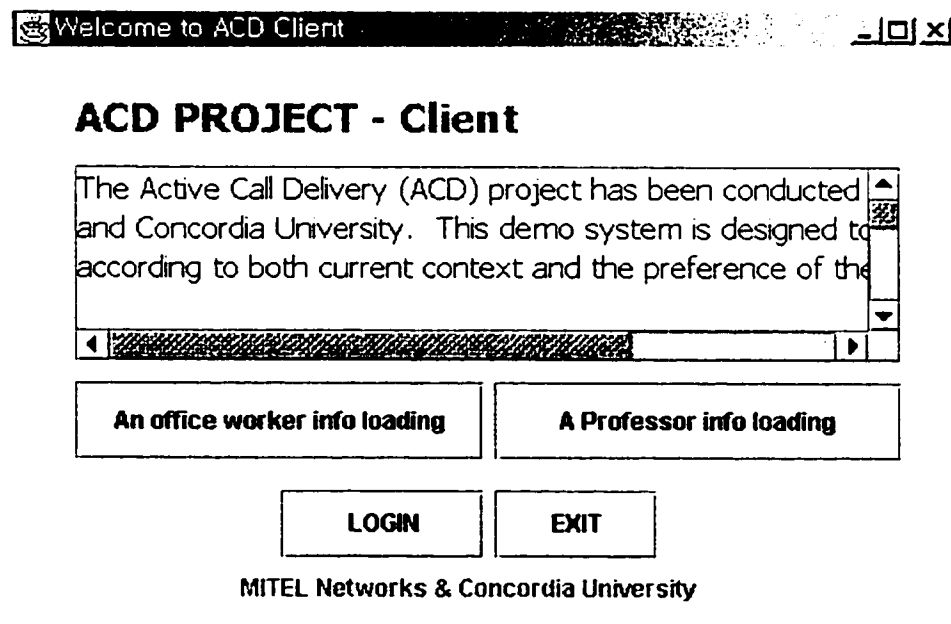 Welcome to ACD Client
ACD PROJECT - Client
The Active Call Delivery (ACD) project has been conducted
and Concordia University. This demo system is designed to
according to both current context and the preference of the
An office worker info loading
A Professor info loading
LOGIN
EXIT
MITEL Networks & Concordia University